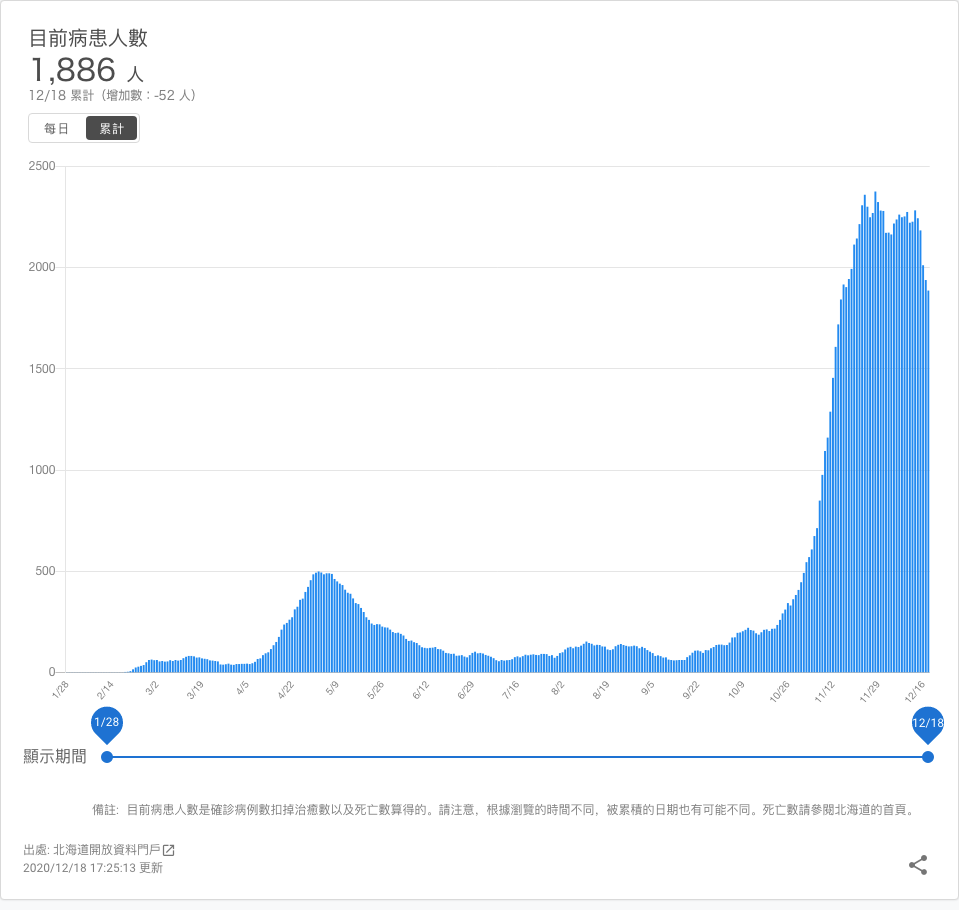 目前病患人數
1,886 人
12/18 累計（增加數：-52 人）
每日 累計
2500
2000
1500
1000
500
0
1/28 2/14 3/2 3/19 4/5 4/22 5/9 5/26 6/12 6/29 7/16 8/2 8/19 9/5 9/22 10/9 10/26 11/12 11/29 12/16
1/28 12/18
顯示期間
備註: 目前病患人數是確診病例數扣掉治癒數以及死亡數算得的。請注意，根據瀏覽的時間不同，被累積的日期也有可能不同。死亡數請參閱北海道的首頁。
出處: 北海道開放資料門戶
2020/12/18 17:25:13 更新